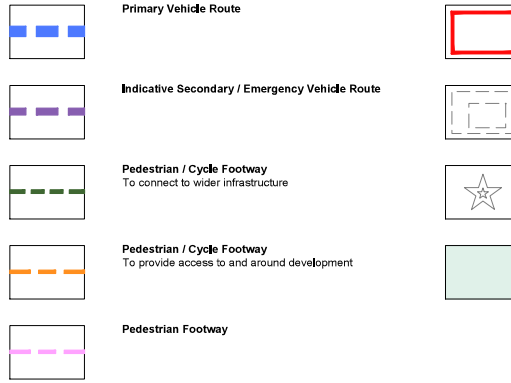 Primary Vehicle Route
Indicative Secondary / Emergency Vehicle Route
Pedestrian / Cycle Footway
To connect to wider infrastructure
Pedestrian / Cycle Footway
To provide access to and around development
Pedestrian Footway